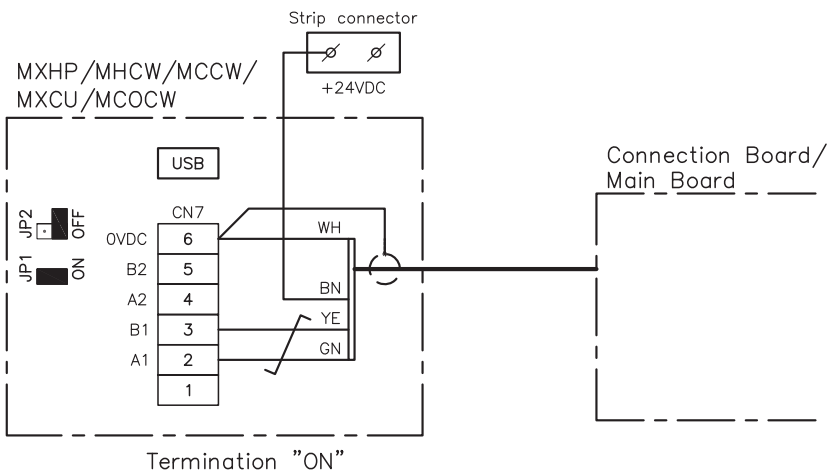 Strip connector
+24VDC
MXHP/MHCW/MCCW/
MXCU/MCOCW
Connection Board/
Main Board
USB
CN7
JP2
OFF
JP1
ON
0VDC 6 WH
B2 5
A2 4 BN
B1 3 YE
A1 2 GN
1
Termination "ON"